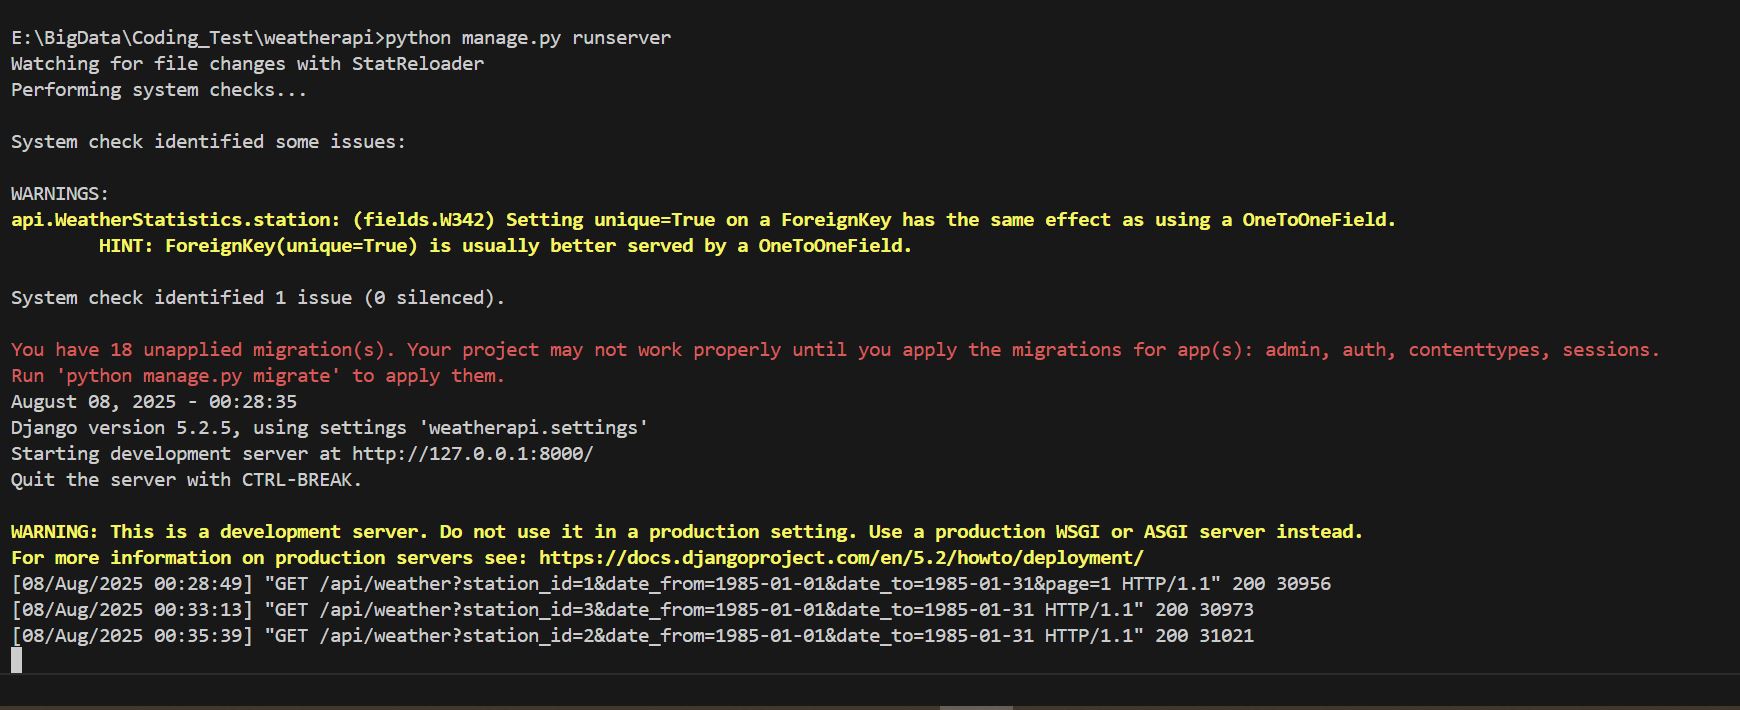 E:\BigData\Coding_Test\weatherapi>python manage.py runserver
Watching for file changes with StatReloader
Performing system checks...
System check identified some issues:
WARNINGS:
api.WeatherStatistics.station: (fields.W342) Setting unique=True on a ForeignKey has the same effect as using a OneToOneField.
HINT: ForeignKey(unique=True) is usually better served by a OneToOneField.
System check identified 1 issue (0 silenced).
You have 18 unapplied migration(s). Your project may not work properly until you apply the migrations for app(s): admin, auth, contenttypes, sessions.
Run 'python manage.py migrate' to apply them.
August 08, 2025 - 00:28:35
Django version 5.2.5, using settings 'weatherapi.settings'
Starting development server at http://127.0.0.1:8000/
Quit the server with CTRL-BREAK.
WARNING: This is a development server. Do not use it in a production setting. Use a production WSGI or ASGI server instead.
For more information on production servers see: https://docs.djangoproject.com/en/5.2/howto/deployment/
[08/Aug/2025 00:28:49] "GET /api/weather?station_id=1&date_from=1985-01-01&date_to=1985-01-31&page=1 HTTP/1.1" 200 30956
[08/Aug/2025 00:33:13] "GET /api/weather?station_id=3&date_from=1985-01-01&date_to=1985-01-31 HTTP/1.1" 200 30973
[08/Aug/2025 00:35:39] "GET /api/weather?station_id=2&date_from=1985-01-01&date_to=1985-01-31 HTTP/1.1" 200 31021